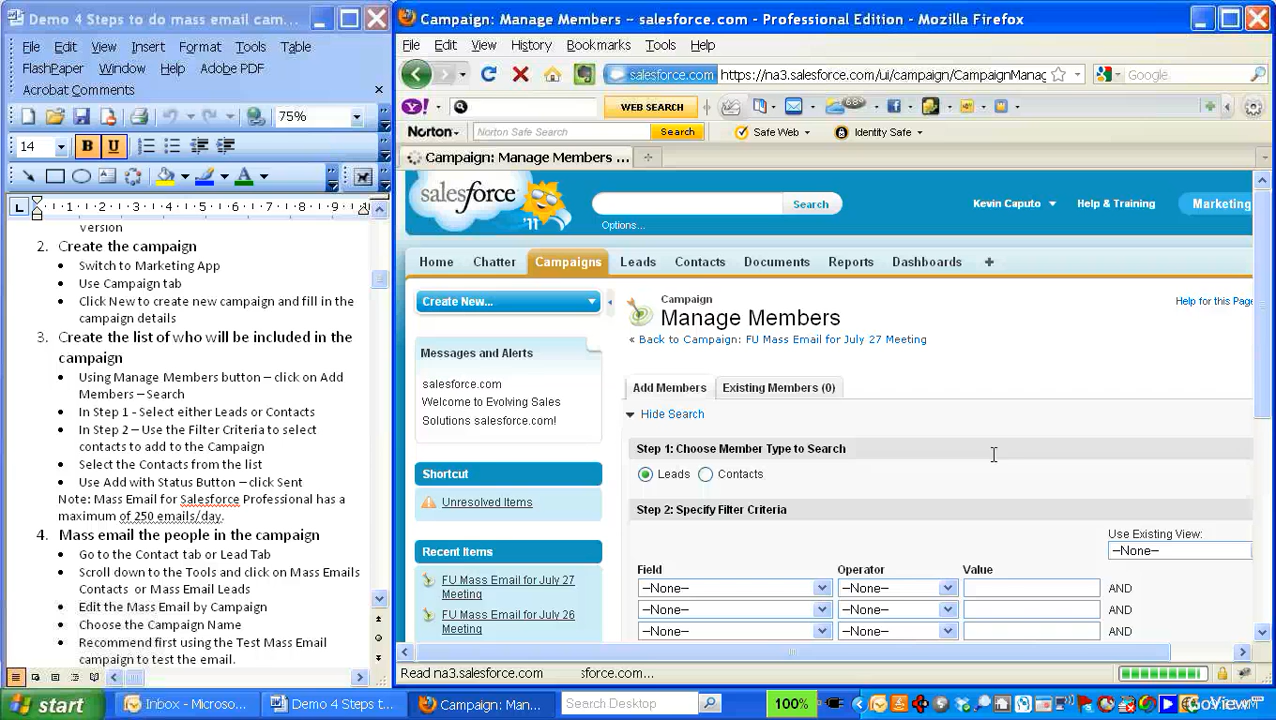 Demo 4 Steps to do mass email cam...
File Edit View Insert Format Tools Table
FlashPaper Window Help Adobe PDF
Acrobat Comments
75%
14 B U
A
L 1 2 3 4 5 6 7 8 9
version
2. Create the campaign
• Switch to Marketing App
• Use Campaign tab
• Click New to create new campaign and fill in the
campaign details
3. Create the list of who will be included in the
campaign
• Using Manage Members button – click on Add
Members – Search
• In Step 1 - Select either Leads or Contacts
• In Step 2 – Use the Filter Criteria to select
contacts to add to the Campaign
• Select the Contacts from the list
• Use Add with Status Button – click Sent
Note: Mass Email for Salesforce Professional has a
maximum of 250 emails/day.
4. Mass email the people in the campaign
• Go to the Contact tab or Lead Tab
• Scroll down to the Tools and click on Mass Emails
Contacts or Mass Email Leads
• Edit the Mass Email by Campaign
• Choose the Campaign Name
• Recommend first using the Test Mass Email
campaign to test the email.
Campaign: Manage Members ~ salesforce.com - Professional Edition - Mozilla Firefox
File Edit View History Bookmarks Tools Help
salesforce.com https://na3.salesforce.com/ui/campaign/CampaignManag Google
Y! WEB SEARCH
Norton Norton Safe Search Search Safe Web Identity Safe
Campaign: Manage Members ...
salesforce '11 Search Kevin Caputo Help & Training Marketing
Options...
Home Chatter Campaigns Leads Contacts Documents Reports Dashboards +
Create New...
Messages and Alerts
salesforce.com
Welcome to Evolving Sales
Solutions salesforce.com!
Shortcut
Unresolved Items
Recent Items
FU Mass Email for July 27
Meeting
FU Mass Email for July 26
Meeting
Campaign
Manage Members
Help for this Page
« Back to Campaign: FU Mass Email for July 27 Meeting
Add Members Existing Members (0)
Hide Search
Step 1: Choose Member Type to Search
Leads Contacts
Step 2: Specify Filter Criteria
Use Existing View:
--None--
Field Operator Value
--None-- --None-- AND
--None-- --None-- AND
--None-- --None-- AND
Read na3.salesforce.com sforce.com...
start Inbox - Microso... Demo 4 Steps t... Campaign: Man... Search Desktop 100%